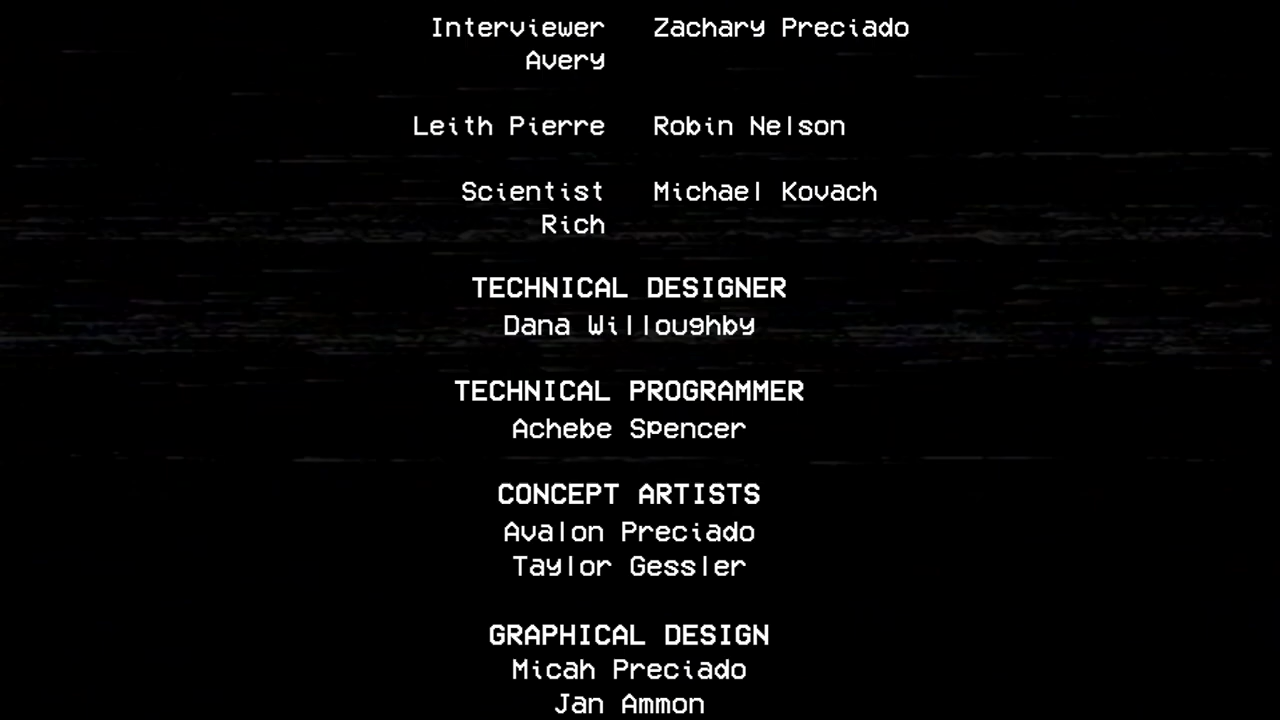 Interviewer Zachary Preciado
Avery
Leith Pierre Robin Nelson
Scientist Michael Kovach
Rich
TECHNICAL DESIGNER
Dana Willoughby
TECHNICAL PROGRAMMER
Achebe Spencer
CONCEPT ARTISTS
Avalon Preciado
Taylor Gessler
GRAPHICAL DESIGN
Micah Preciado
Jan Ammon